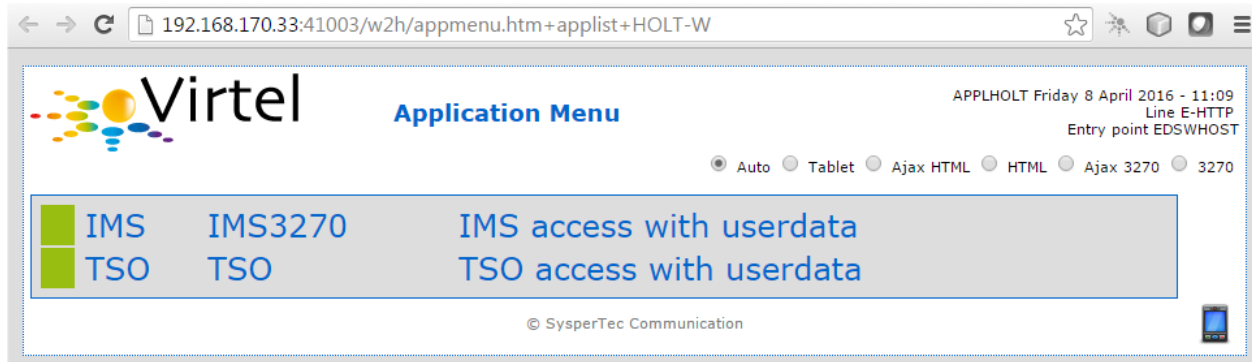 192.168.170.33:41003/w2h/appmenu.htm+applist+HOLT-W
Virtel
Application Menu
APPLHOLT Friday 8 April 2016 - 11:09
Line E-HTTP
Entry point EDSWHOST
Auto Tablet Ajax HTML HTML Ajax 3270 3270
IMS IMS3270 IMS access with userdata
TSO TSO TSO access with userdata
© SysperTec Communication